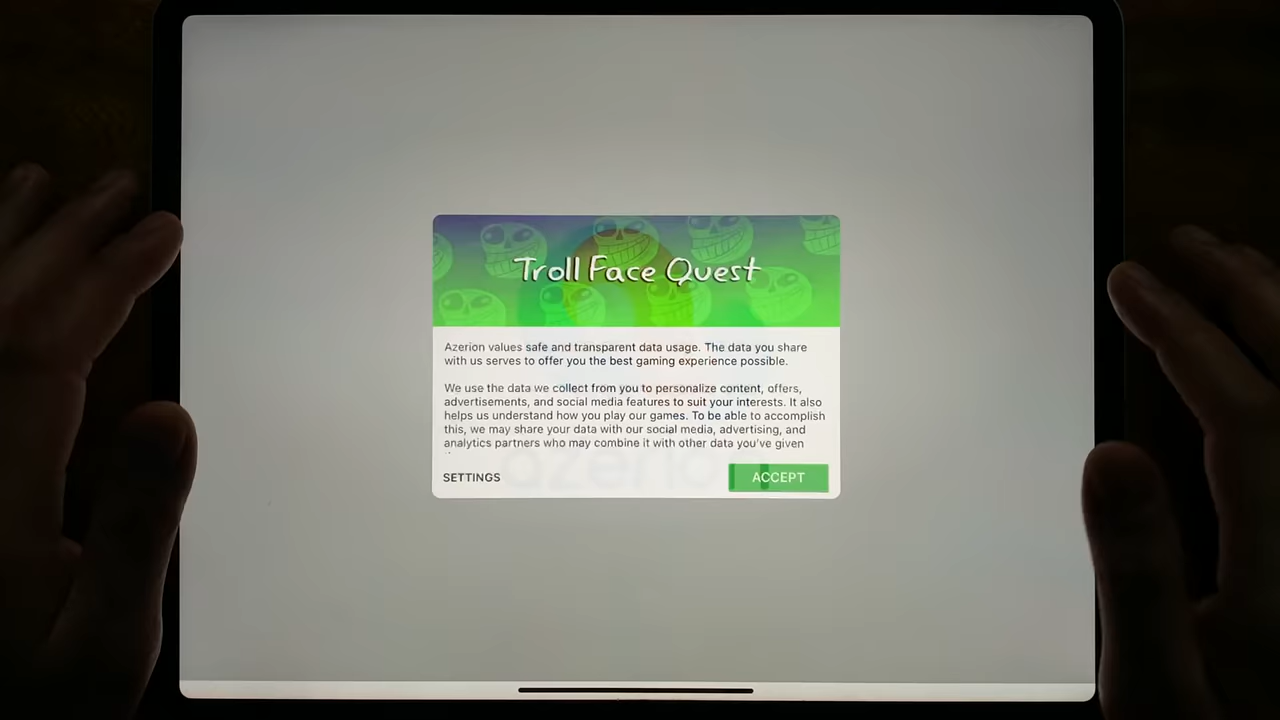 Troll Face Quest
Azerion values safe and transparent data usage. The data you share
with us serves to offer you the best gaming experience possible.
We use the data we collect from you to personalize content, offers,
advertisements, and social media features to suit your interests. It also
helps us understand how you play our games. To be able to accomplish
this, we may share your data with our social media, advertising, and
analytics partners who may combine it with other data you've given
azerion
SETTINGS ACCEPT